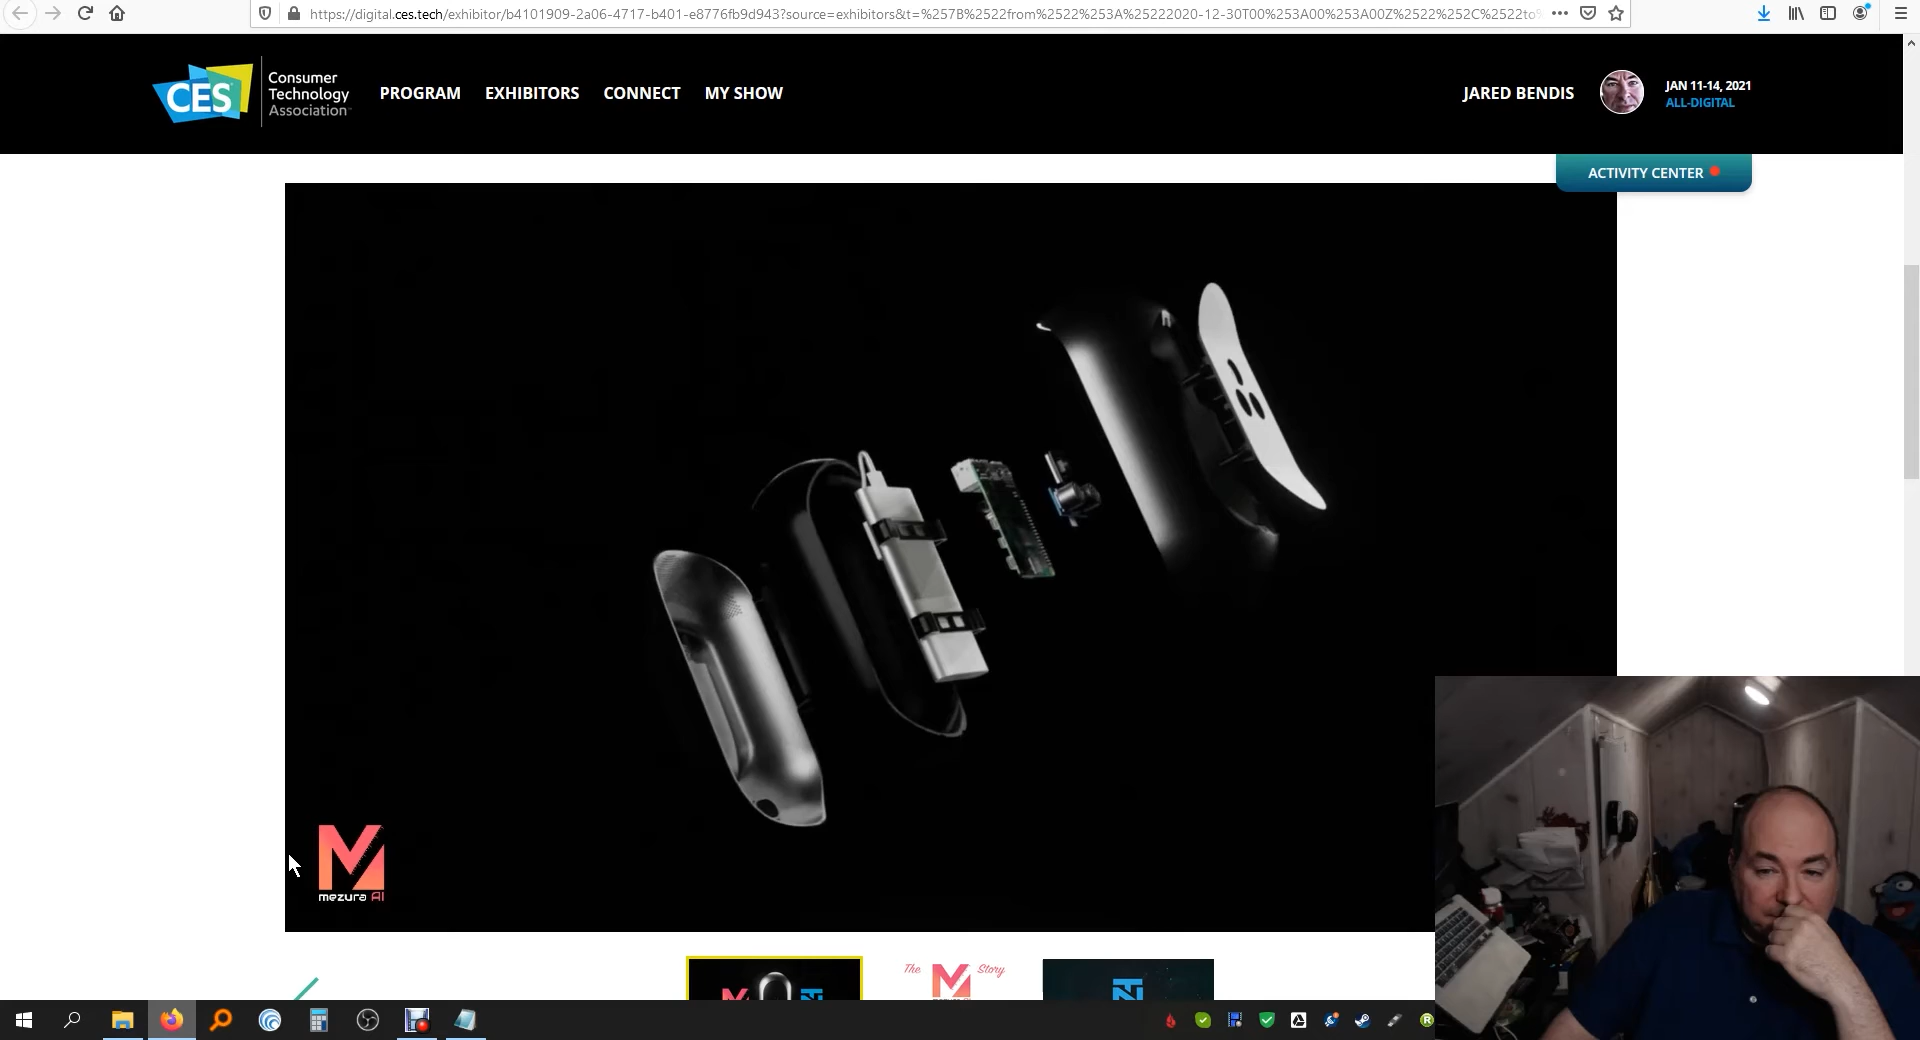 https://digital.ces.tech/exhibitor/b4101909-2a06-4717-b401-e8776fb9d943?source=exhibitors&t=%257B%2522from%2522%253A%25222020-12-30T00%253A00%253A00Z%2522%252C%2522to%
CES
Consumer
Technology
Association
PROGRAM
EXHIBITORS
CONNECT
MY SHOW
JARED BENDIS
JAN 11-14, 2021
ALL-DIGITAL
ACTIVITY CENTER
M
mezura AI
The M Story